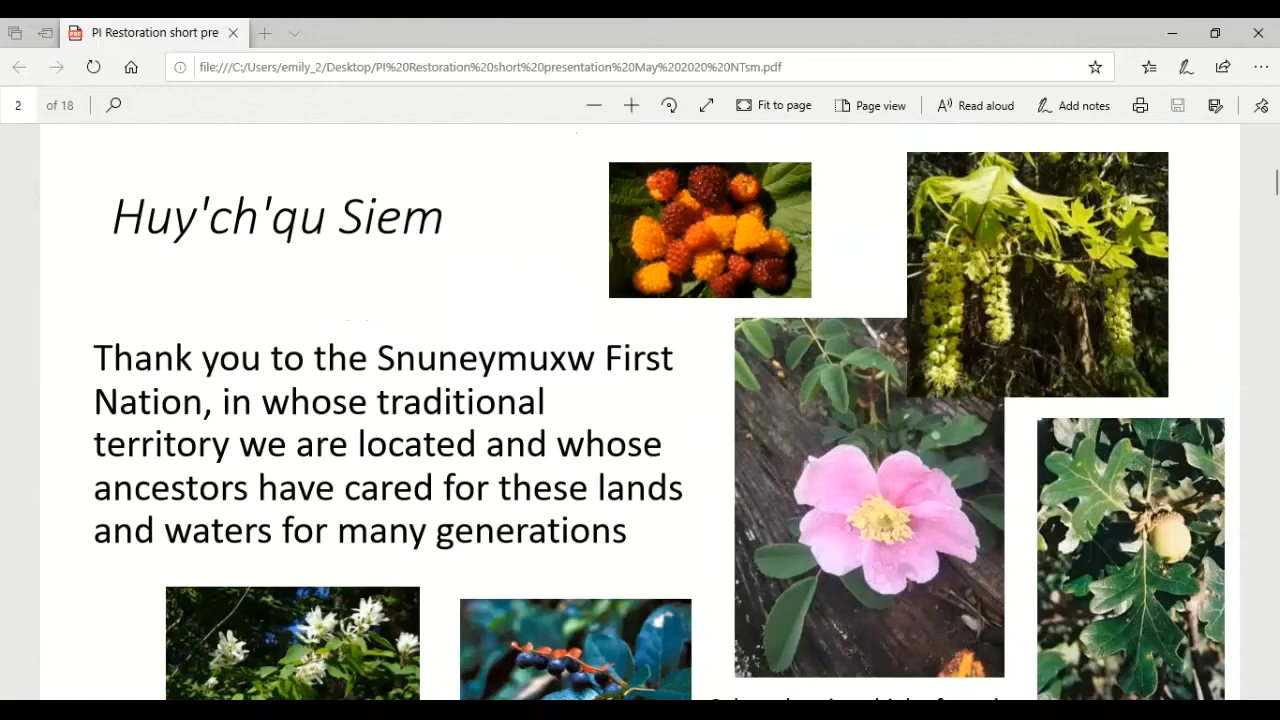 PI Restoration short pre
file:///C:/Users/emily_2/Desktop/PI%20Restoration%20short%20presentation%20May%202020%20NTsm.pdf
2 of 18
Fit to page
Page view
Read aloud
Add notes
Huy'ch'qu Siem
Thank you to the Snuneymuxw First
Nation, in whose traditional
territory we are located and whose
ancestors have cared for these lands
and waters for many generations